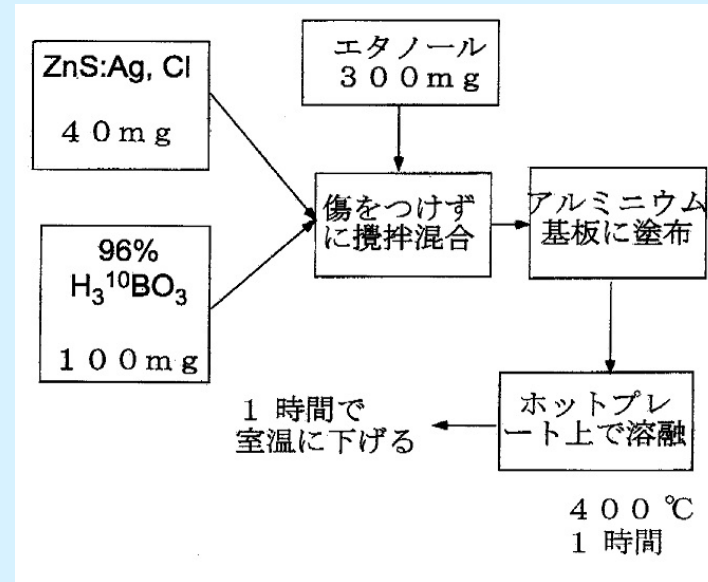 ZnS:Ag, Cl
４０ｍｇ
エタノール
３００ｍｇ
96%
H₃¹⁰BO₃
１００ｍｇ
傷をつけず
に攪拌混合
アルミニウム
基板に塗布
ホットプレ
ート上で溶融
４００℃
１時間
１時間で
室温に下げる